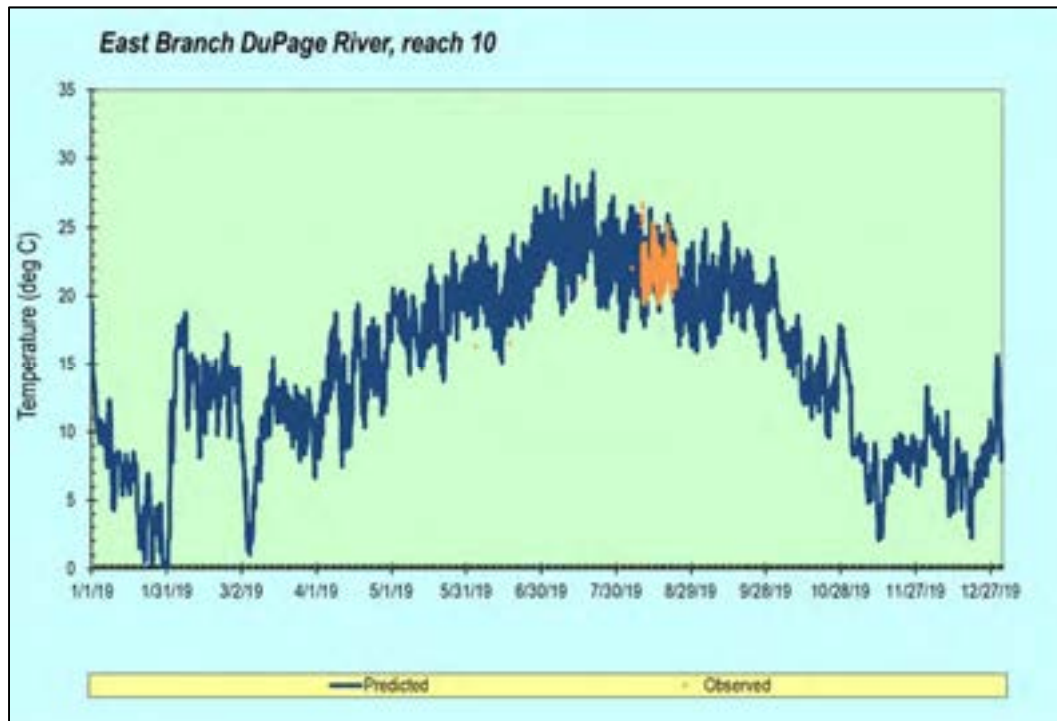 East Branch DuPage River, reach 10
Temperature (deg C)
35
30
25
20
15
10
5
0
1/1/19 1/31/19 3/2/19 4/1/19 5/1/19 5/31/19 6/30/19 7/30/19 8/29/19 9/28/19 10/28/19 11/27/19 12/27/19
Predicted Observed